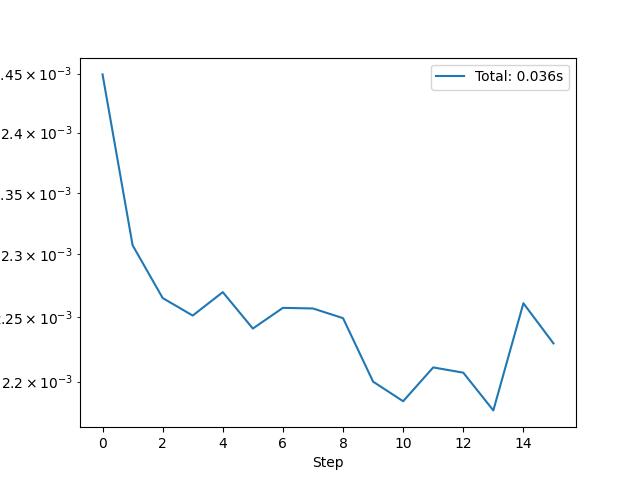 Total: 0.036s
.45 × 10⁻³
2.4 × 10⁻³
.35 × 10⁻³
2.3 × 10⁻³
2.25 × 10⁻³
2.2 × 10⁻³
0 2 4 6 8 10 12 14
Step